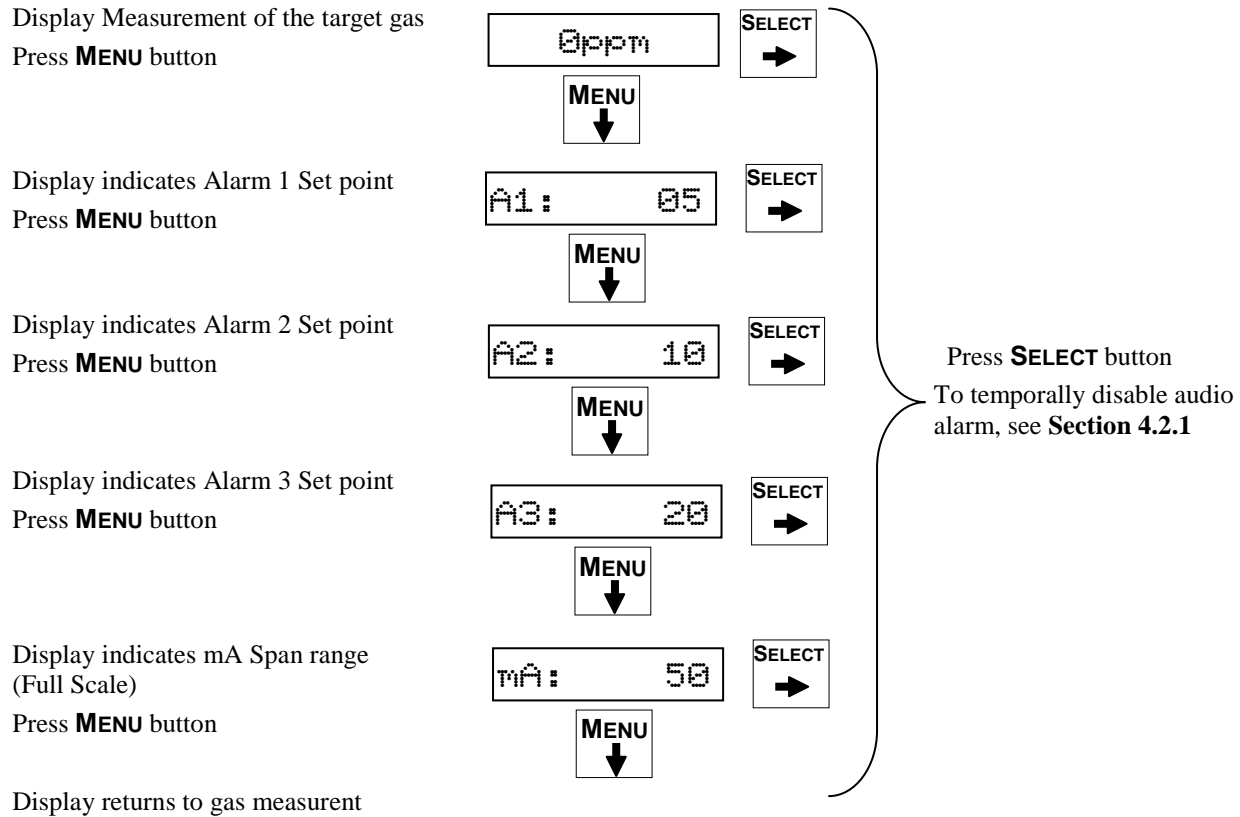 Display Measurement of the target gas
Press MENU button
0ppm
SELECT
MENU
Display indicates Alarm 1 Set point
Press MENU button
A1: 05
SELECT
MENU
Display indicates Alarm 2 Set point
Press MENU button
A2: 10
SELECT
MENU
Display indicates Alarm 3 Set point
Press MENU button
A3: 20
SELECT
MENU
Display indicates mA Span range
(Full Scale)
Press MENU button
mA: 50
SELECT
MENU
Display returns to gas measurent
Press SELECT button
To temporally disable audio
alarm, see Section 4.2.1